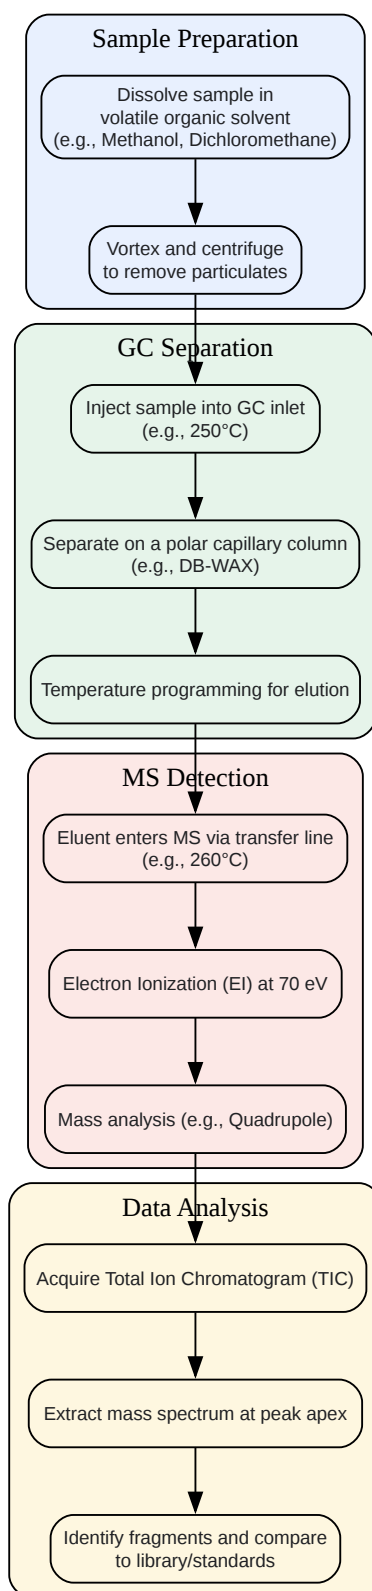 Sample Preparation
Dissolve sample in
volatile organic solvent
(e.g., Methanol, Dichloromethane)
Vortex and centrifuge
to remove particulates
GC Separation
Inject sample into GC inlet
(e.g., 250°C)
Separate on a polar capillary column
(e.g., DB-WAX)
Temperature programming for elution
MS Detection
Eluent enters MS via transfer line
(e.g., 260°C)
Electron Ionization (EI) at 70 eV
Mass analysis (e.g., Quadrupole)
Data Analysis
Acquire Total Ion Chromatogram (TIC)
Extract mass spectrum at peak apex
Identify fragments and compare
to library/standards